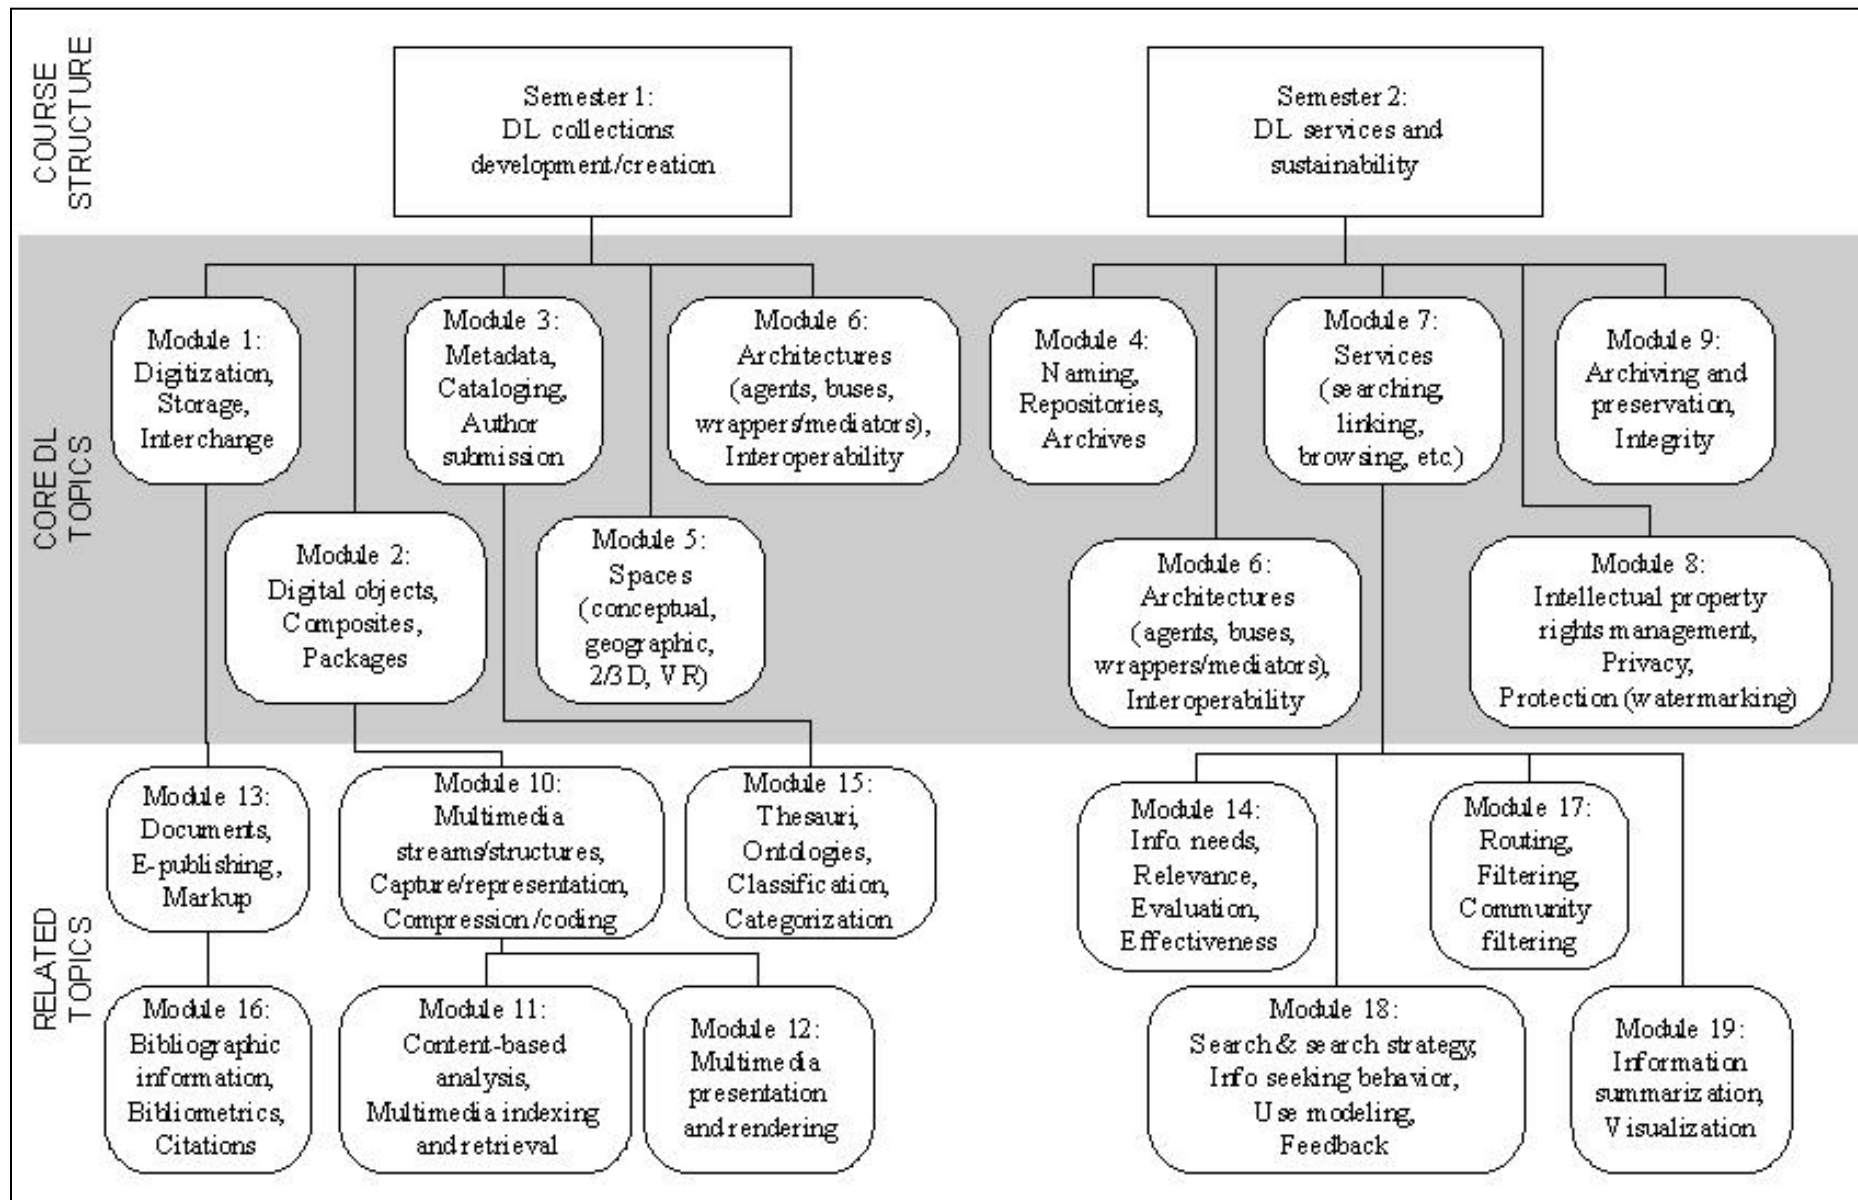 COURSE
STRUCTURE
Semester 1:
DL collections
development/creation
Semester 2:
DL services and
sustainability
CORE DL
TOPICS
Module 1:
Digitization,
Storage,
Interchange
Module 3:
Metadata,
Cataloging,
Author
submission
Module 6:
Architectures
(agents, buses,
wrappers/mediators),
Interoperability
Module 4:
Naming,
Repositories,
Archives
Module 7:
Services
(searching,
linking,
browsing, etc.)
Module 9:
Archiving and
preservation,
Integrity
Module 2:
Digital objects,
Composites,
Packages
Module 5:
Spaces
(conceptual,
geographic,
2/3D, VR)
Module 6:
Architectures
(agents, buses,
wrappers/mediators),
Interoperability
Module 8:
Intellectual property
rights management,
Privacy,
Protection (watermarking)
RELATED
TOPICS
Module 13:
Documents,
E-publishing,
Markup
Module 10:
Multimedia
streams/structures,
Capture/representation,
Compression/coding
Module 15:
Thesauri,
Ontologies,
Classification,
Categorization
Module 14:
Info. needs,
Relevance,
Evaluation,
Effectiveness
Module 17:
Routing,
Filtering,
Community
filtering
Module 16:
Bibliographic
information,
Bibliometrics,
Citations
Module 11:
Content-based
analysis,
Multimedia indexing
and retrieval
Module 12:
Multimedia
presentation
and rendering
Module 18:
Search & search strategy,
Info seeking behavior,
Use modeling,
Feedback
Module 19:
Information
summarization,
Visualization